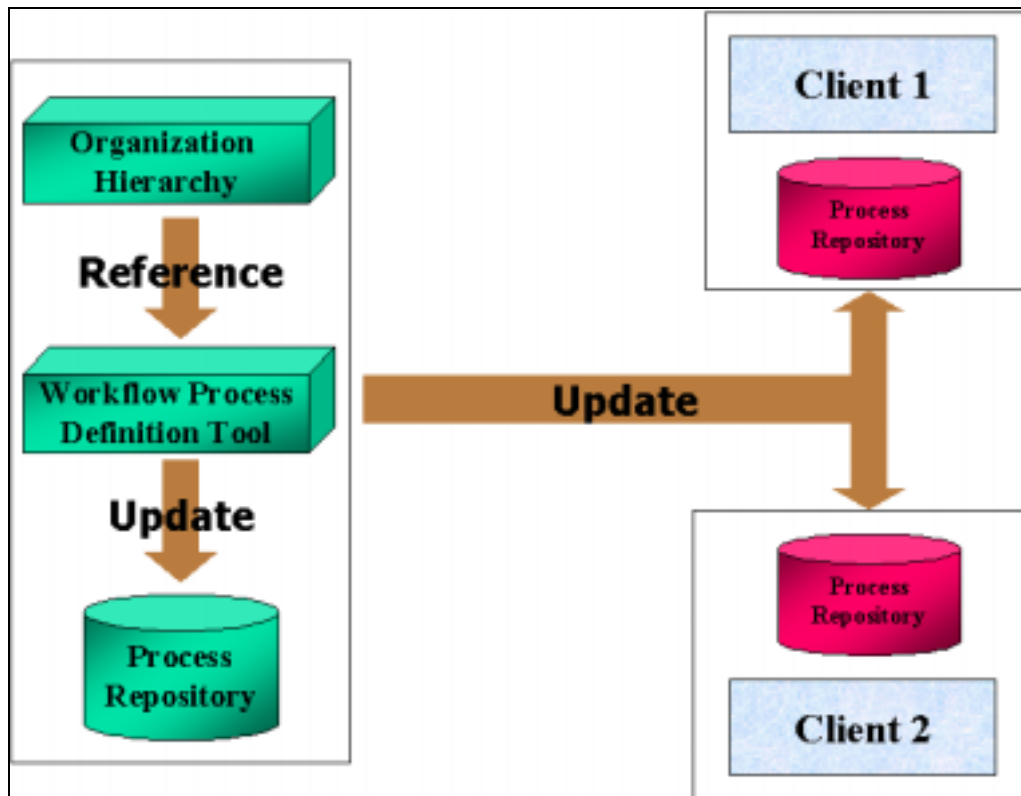 Organization
Hierarchy
Reference
Workflow Process
Definition Tool
Update
Process
Repository
Update
Client 1
Process
Repository
Process
Repository
Client 2